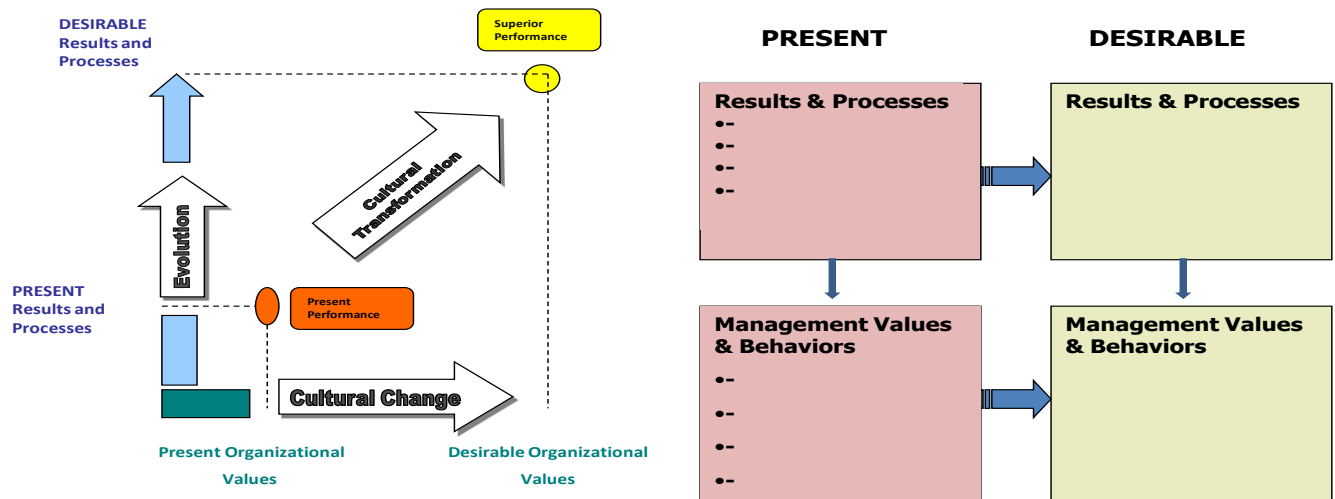 DESIRABLE
Results and
Processes
Superior
Performance
Evolution
Cultural
Transformation
PRESENT
Results and
Processes
Present
Performance
Cultural Change
Present Organizational
Values
Desirable Organizational
Values
PRESENT
DESIRABLE
Results & Processes
•-
•-
•-
•-
Results & Processes
Management Values
& Behaviors
•-
•-
•-
•-
Management Values
& Behaviors